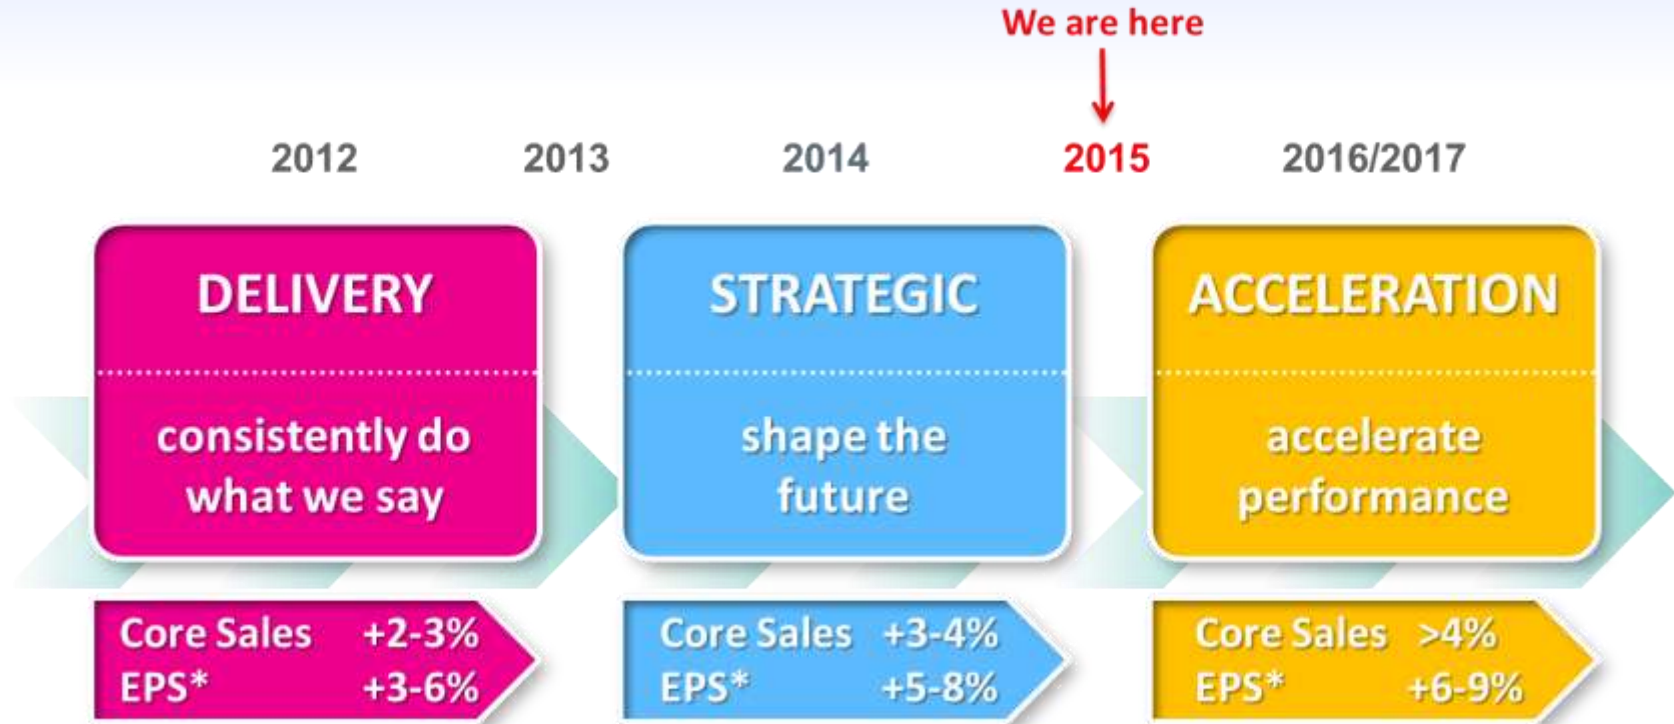 We are here
2012 2013 2014 2015 2016/2017
DELIVERY
consistently do
what we say
Core Sales +2-3%
EPS* +3-6%
STRATEGIC
shape the
future
Core Sales +3-4%
EPS* +5-8%
ACCELERATION
accelerate
performance
Core Sales >4%
EPS* +6-9%